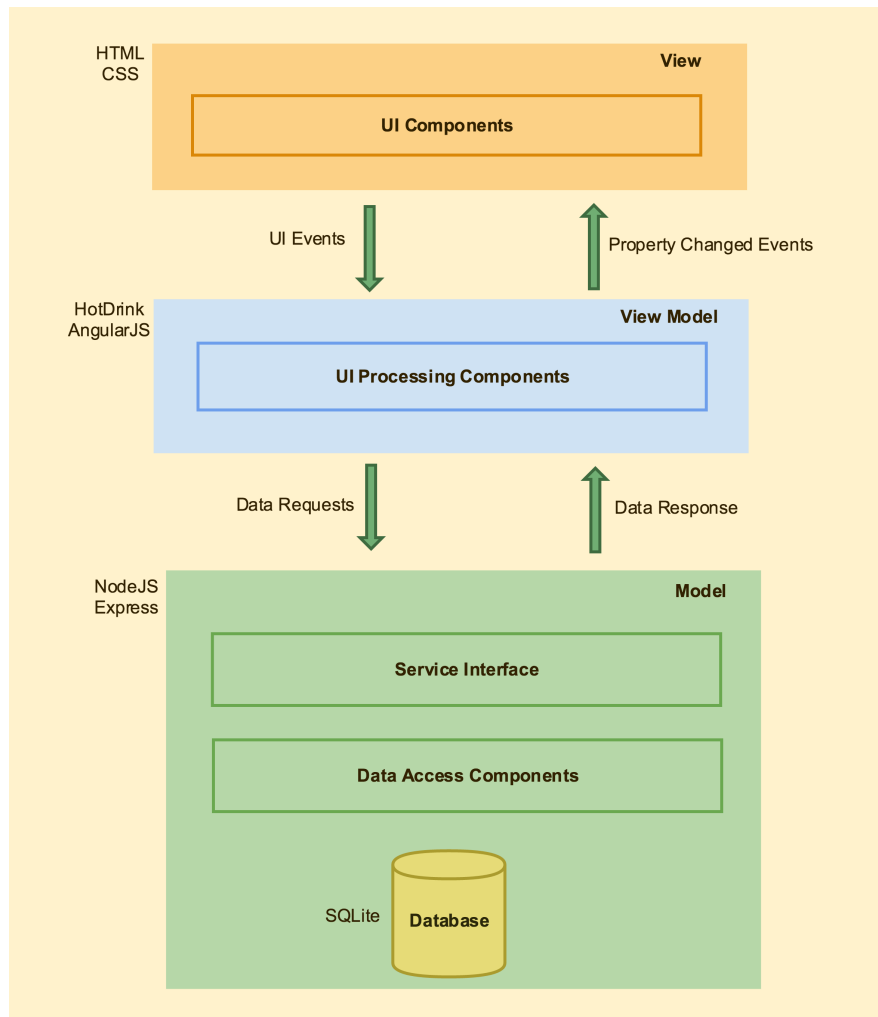 HTML
CSS
View
UI Components
UI Events
Property Changed Events
HotDrink
AngularJS
View Model
UI Processing Components
Data Requests
Data Response
NodeJS
Express
Model
Service Interface
Data Access Components
SQLite
Database